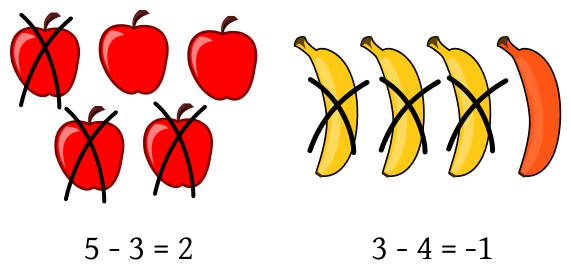 5 - 3 = 2
3 - 4 = -1